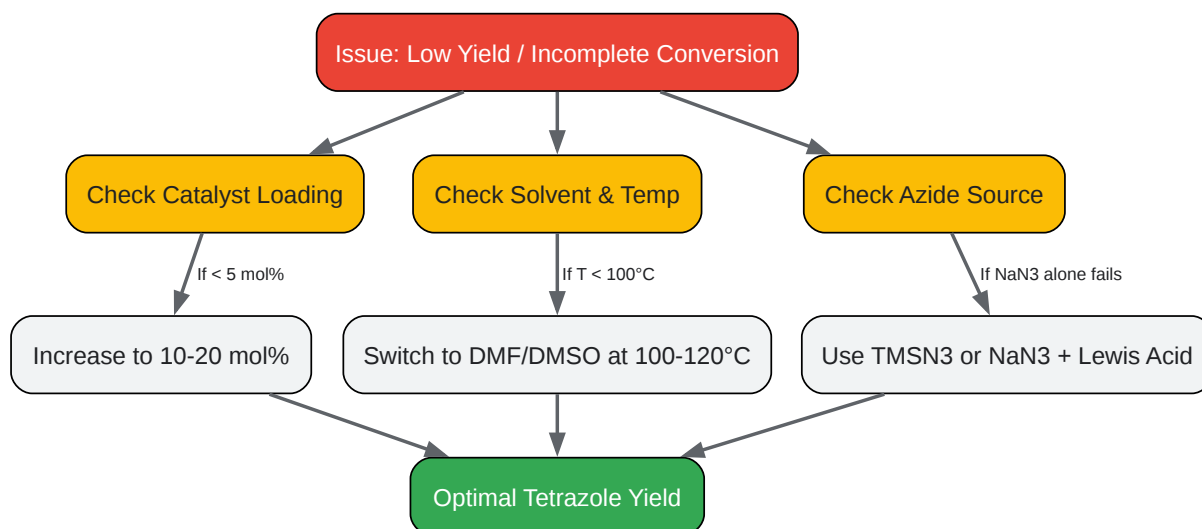 Issue: Low Yield / Incomplete Conversion
Check Catalyst Loading
Check Solvent & Temp
Check Azide Source
If < 5 mol%
If T < 100°C
If NaN3 alone fails
Increase to 10-20 mol%
Switch to DMF/DMSO at 100-120°C
Use TMSN3 or NaN3 + Lewis Acid
Optimal Tetrazole Yield